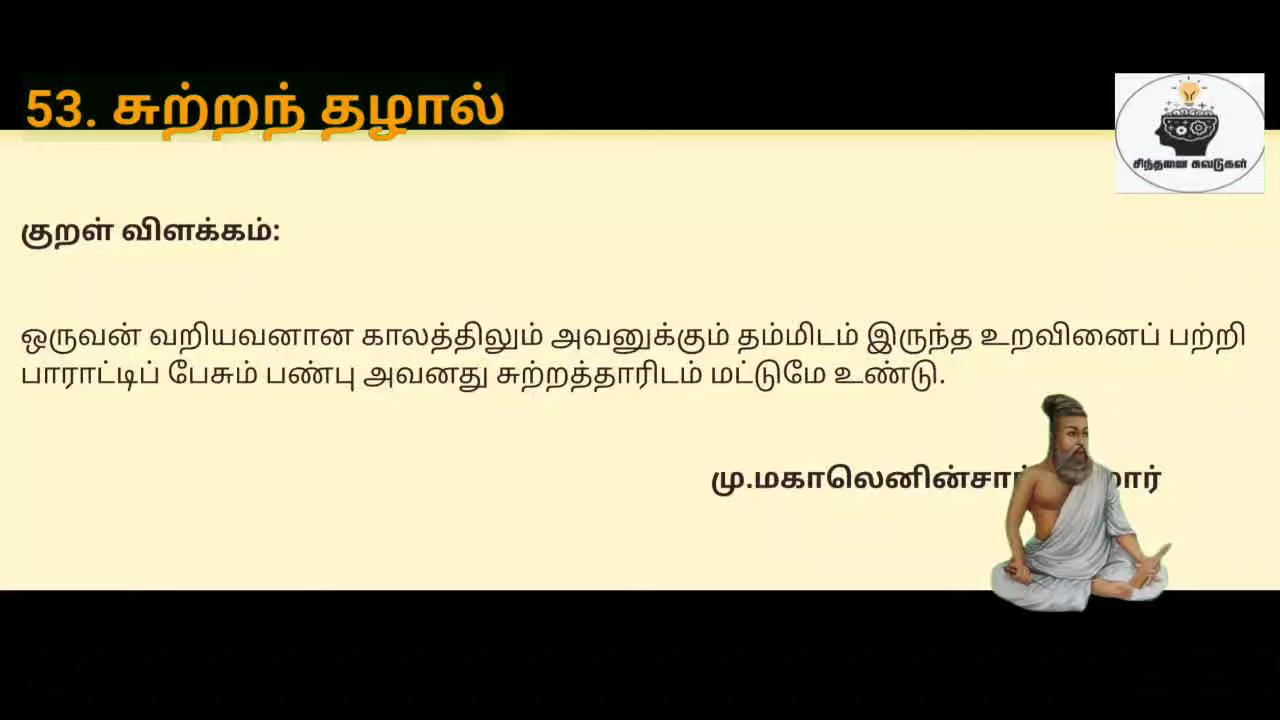 53. சுற்றந் தழால்
சிந்தனை சுவடுகள்
குறள் விளக்கம்:
ஒருவன் வறியவனான காலத்திலும் அவனுக்கும் தம்மிடம் இருந்த உறவினைப் பற்றி
பாராட்டிப் பேசும் பண்பு அவனது சுற்றத்தாரிடம் மட்டுமே உண்டு.